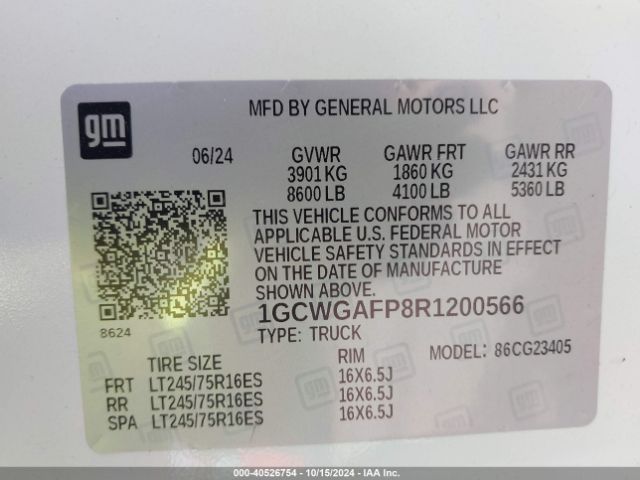 gm
MFD BY GENERAL MOTORS LLC
06/24 GVWR GAWR FRT GAWR RR
3901 KG 1860 KG 2431 KG
8600 LB 4100 LB 5360 LB
THIS VEHICLE CONFORMS TO ALL
APPLICABLE U.S. FEDERAL MOTOR
VEHICLE SAFETY STANDARDS IN EFFECT
ON THE DATE OF MANUFACTURE
SHOWN ABOVE.
8624
1GCWGAFP8R1200566
TYPE: TRUCK
MODEL: 86CG23405
TIRE SIZE RIM
FRT LT245/75R16ES 16X6.5J
RR LT245/75R16ES 16X6.5J
SPA LT245/75R16ES 16X6.5J
000-40526754 - 10/15/2024 - IAA Inc.